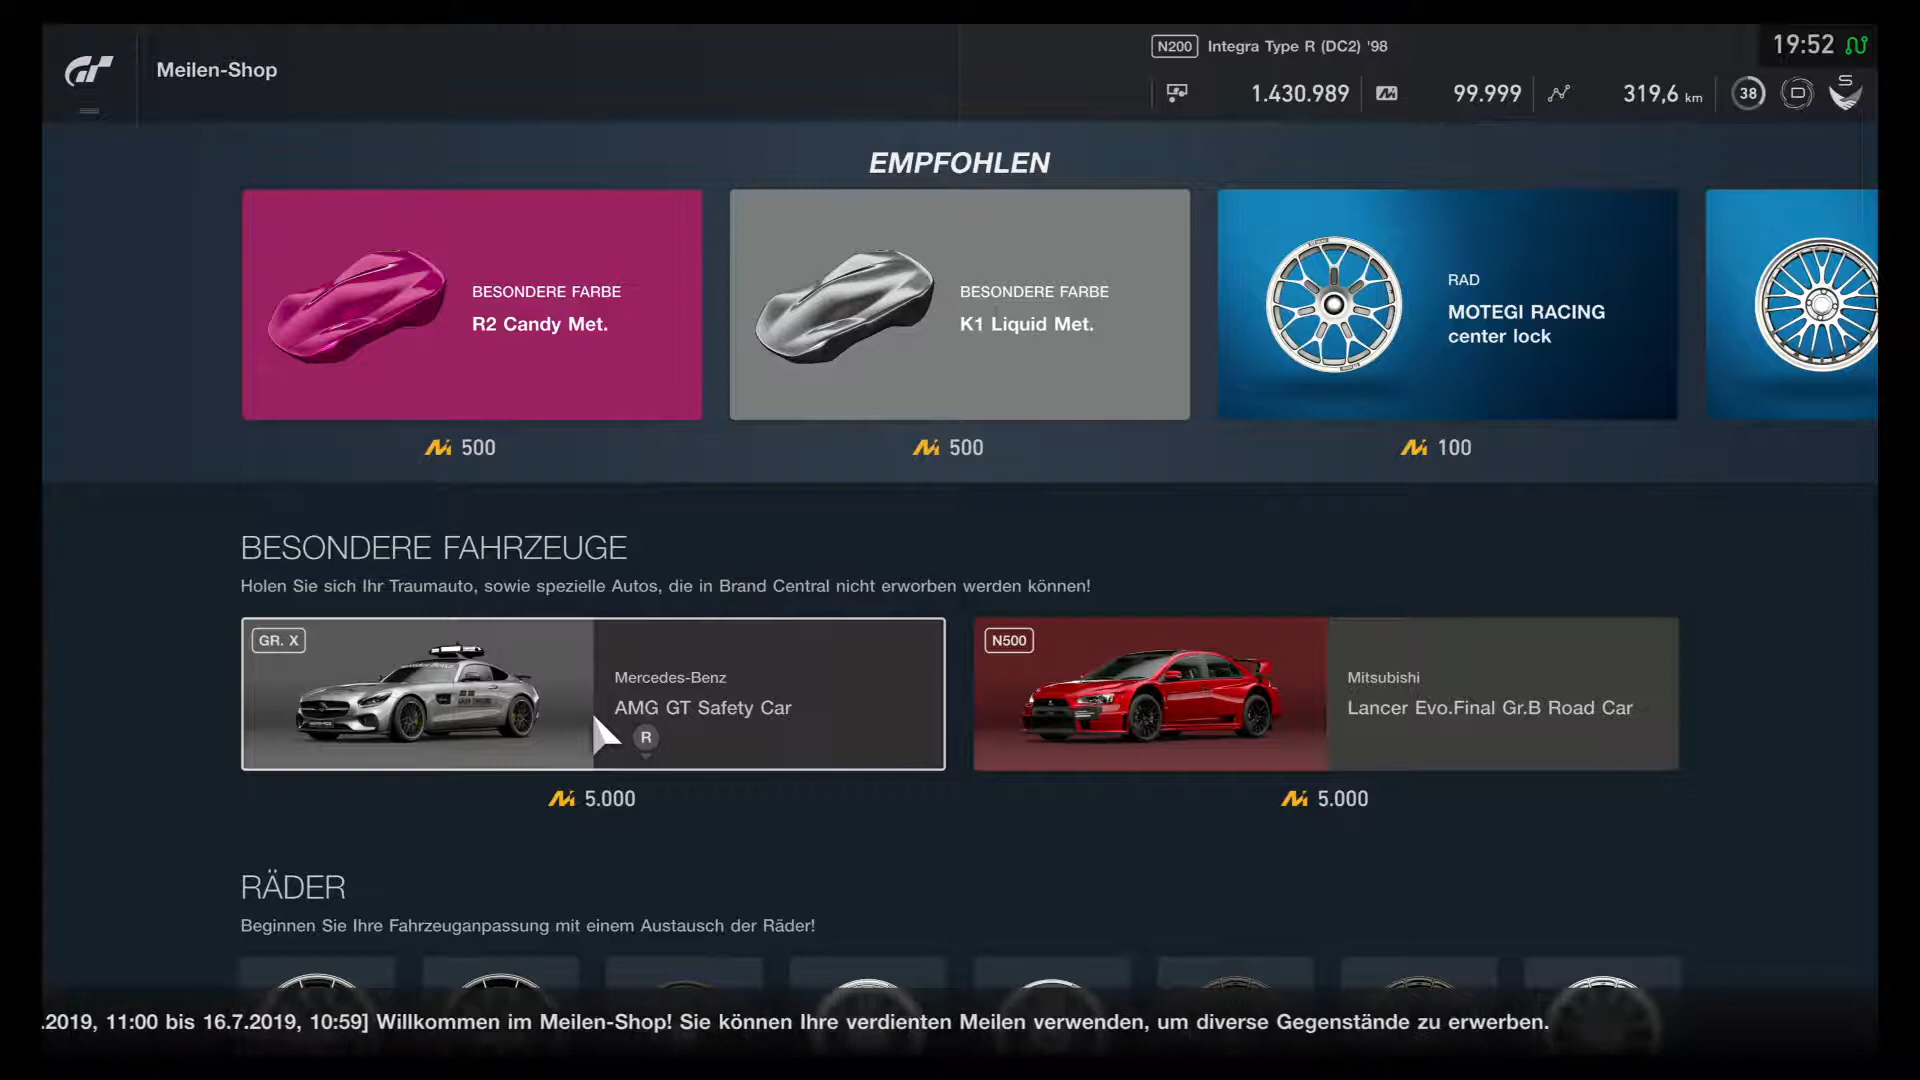 N200 Integra Type R (DC2) '98
19:52
Meilen-Shop
1.430.989
99.999
319,6 km
38
S
EMPFOHLEN
BESONDERE FARBE
R2 Candy Met.
500
BESONDERE FARBE
K1 Liquid Met.
500
RAD
MOTEGI RACING
center lock
100
BESONDERE FAHRZEUGE
Holen Sie sich Ihr Traumauto, sowie spezielle Autos, die in Brand Central nicht erworben werden können!
GR. X
Mercedes-Benz
AMG GT Safety Car
R
5.000
N500
Mitsubishi
Lancer Evo.Final Gr.B Road Car
5.000
RÄDER
Beginnen Sie Ihre Fahrzeuganpassung mit einem Austausch der Räder!
.2019, 11:00 bis 16.7.2019, 10:59] Willkommen im Meilen-Shop! Sie können Ihre verdienten Meilen verwenden, um diverse Gegenstände zu erwerben.